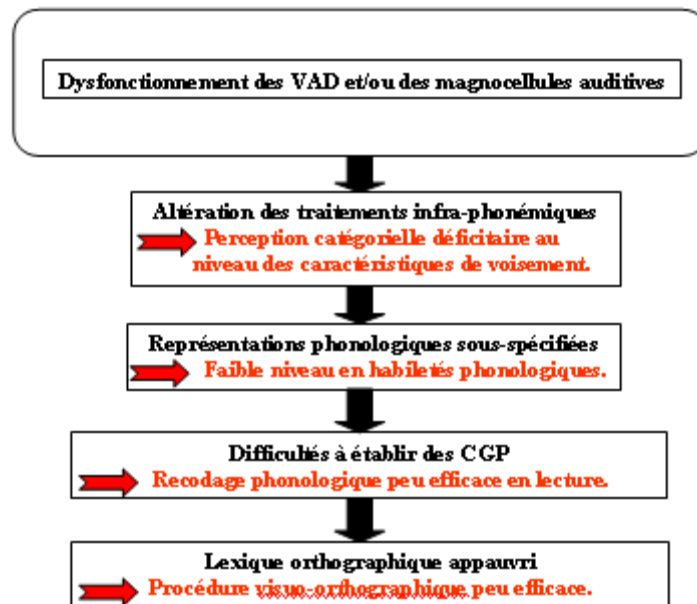 Dysfonctionnement des VAD et/ou des magnocellules auditives
Altération des traitements infra-phonémiques
Perception catégorielle déficitaire au
niveau des caractéristiques de voisement.
Représentations phonologiques sous-spécifiées
Faible niveau en habiletés phonologiques.
Difficultés à établir des CGP
Recodage phonologique peu efficace en lecture.
Lexique orthographique appauvri
Procédure visuo-orthographique peu efficace.